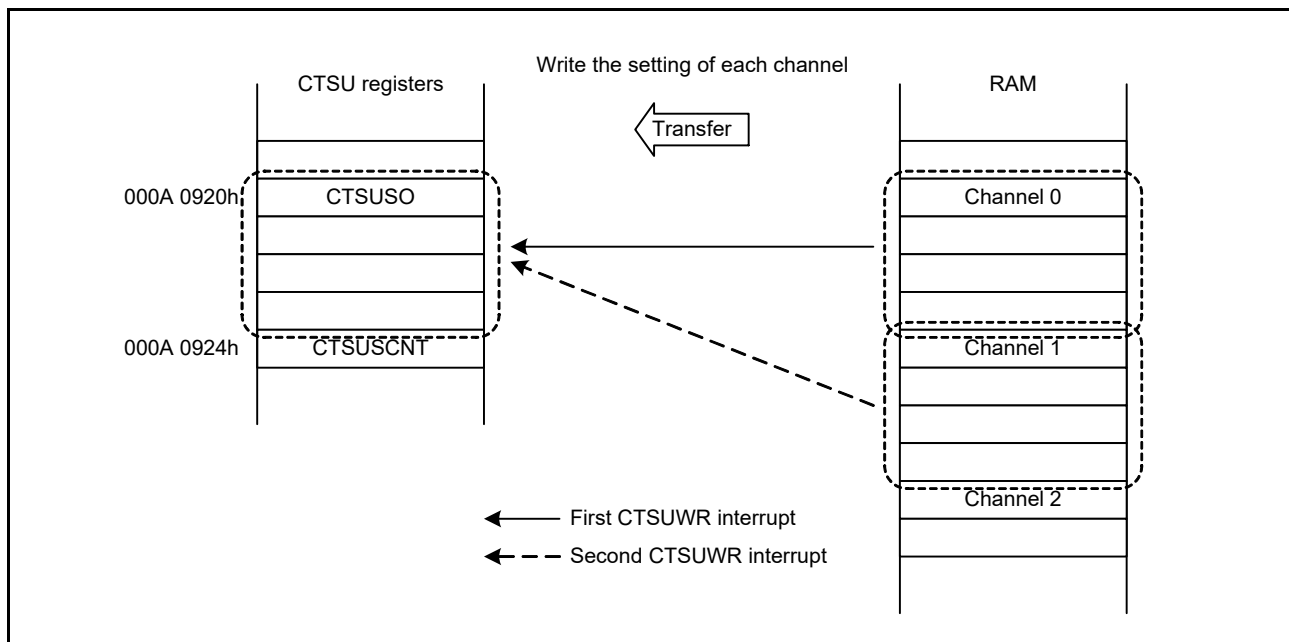 Write the setting of each channel
CTSU registers
RAM
Transfer
000A 0920h
CTSUSO
Channel 0
000A 0924h
CTSUSCNT
Channel 1
Channel 2
First CTSUWR interrupt
Second CTSUWR interrupt